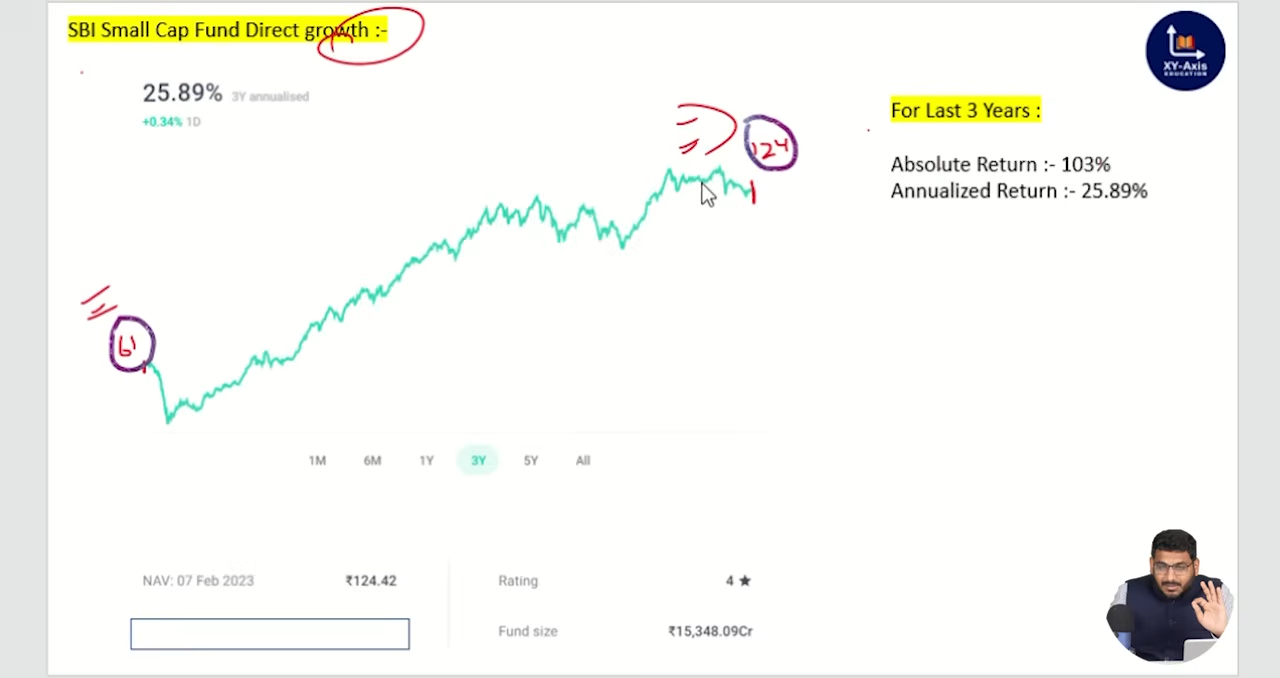 SBI Small Cap Fund Direct growth :-
XY-Axis
EDUCATION
25.89% 3Y annualised
+0.34% 1D
For Last 3 Years :
124
Absolute Return :- 103%
Annualized Return :- 25.89%
61
1M 6M 1Y 3Y 5Y All
NAV: 07 Feb 2023 ₹124.42 Rating 4 ★
Fund size ₹15,348.09Cr